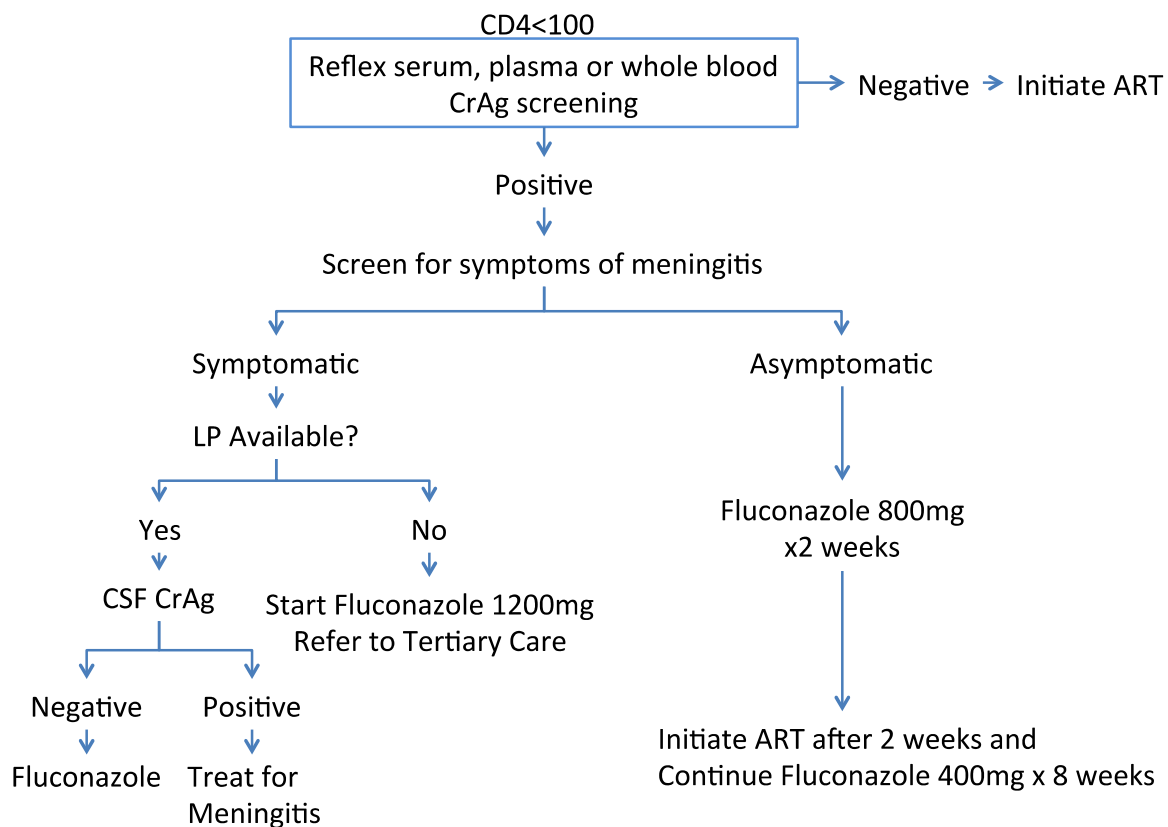 CD4<100
Reflex serum, plasma or whole blood
CrAg screening
Negative
Initiate ART
Positive
Screen for symptoms of meningitis
Symptomatic
Asymptomatic
LP Available?
Yes
No
Fluconazole 800mg
x2 weeks
CSF CrAg
Start Fluconazole 1200mg
Refer to Tertiary Care
Negative
Positive
Fluconazole
Treat for
Meningitis
Initiate ART after 2 weeks and
Continue Fluconazole 400mg x 8 weeks